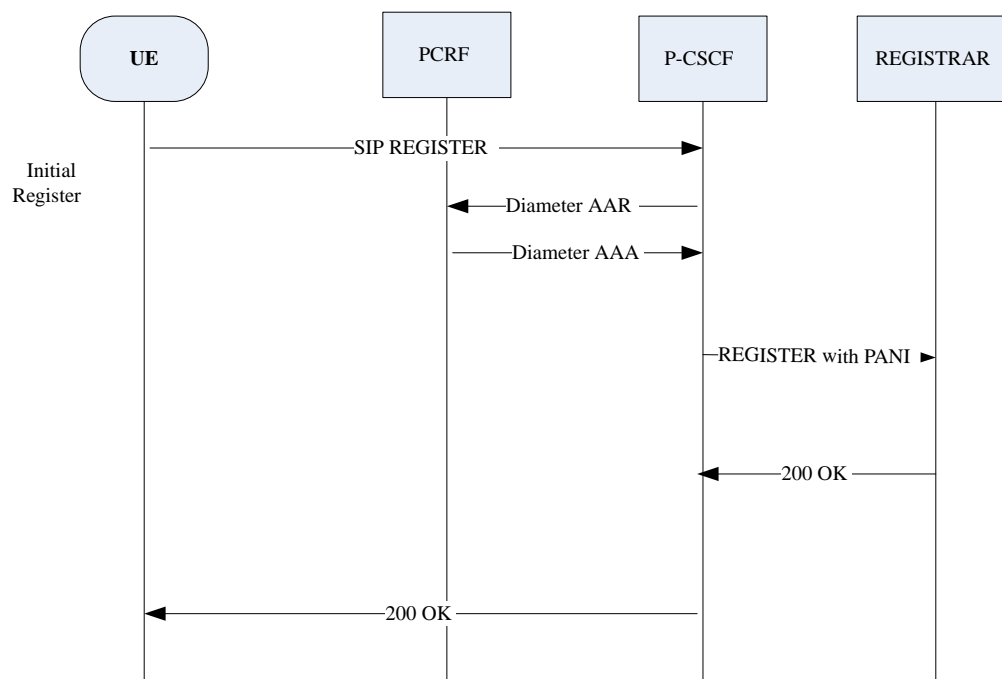 UE
PCRF
P-CSCF
REGISTRAR
SIP REGISTER
Initial
Register
Diameter AAR
Diameter AAA
REGISTER with PANI
200 OK
200 OK